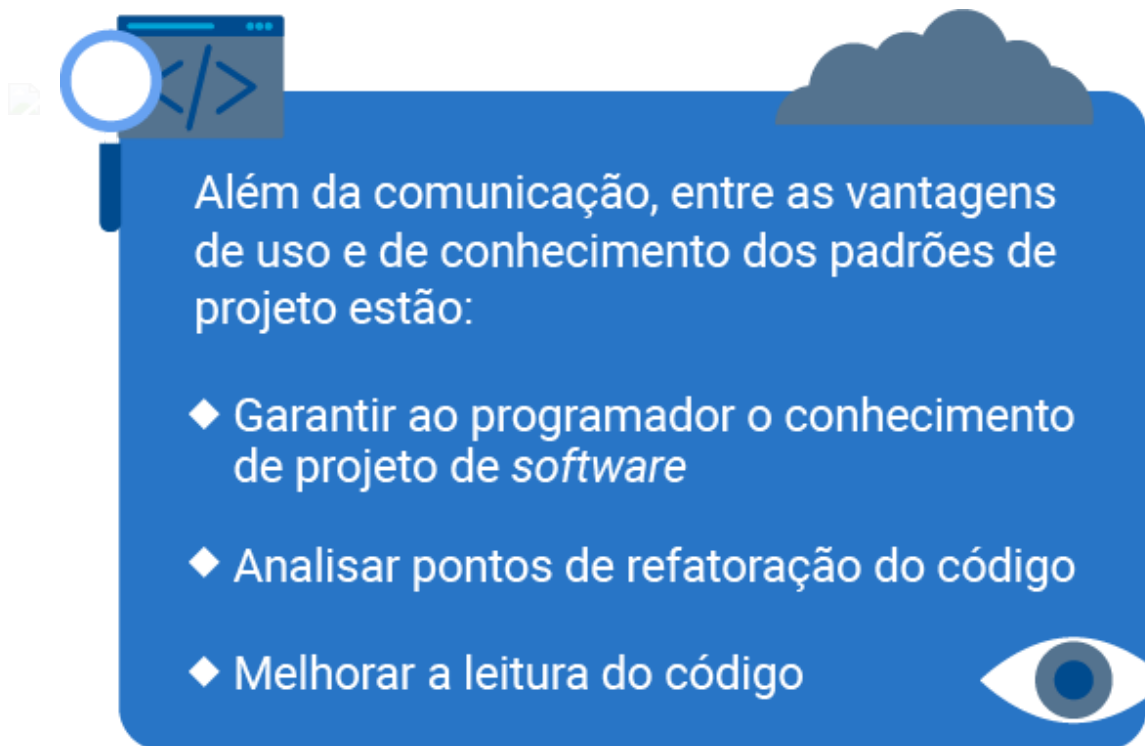 </>
Além da comunicação, entre as vantagens
de uso e de conhecimento dos padrões de
projeto estão:
Garantir ao programador o conhecimento
de projeto de software
Analisar pontos de refatoração do código
Melhorar a leitura do código